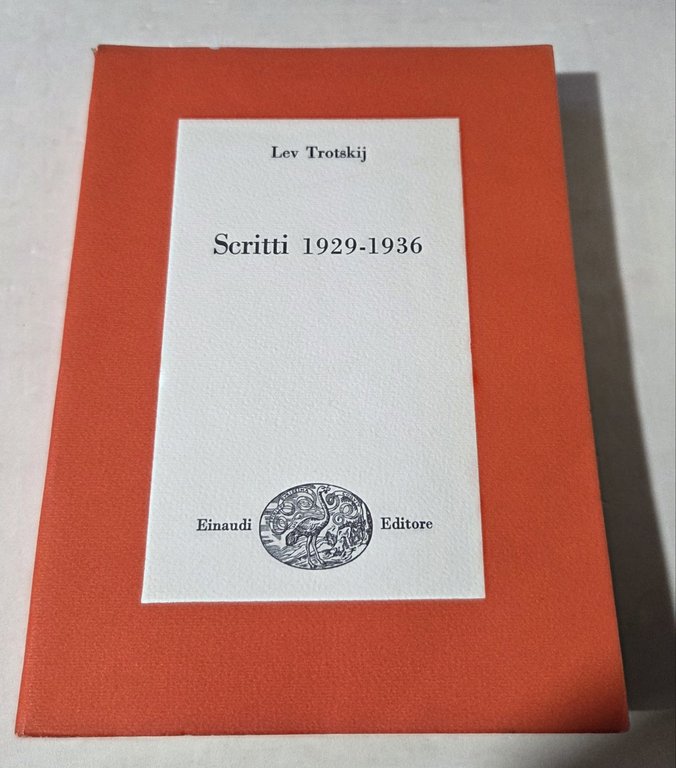 Lev Trotskij
Scritti 1929-1936
Einaudi Editore